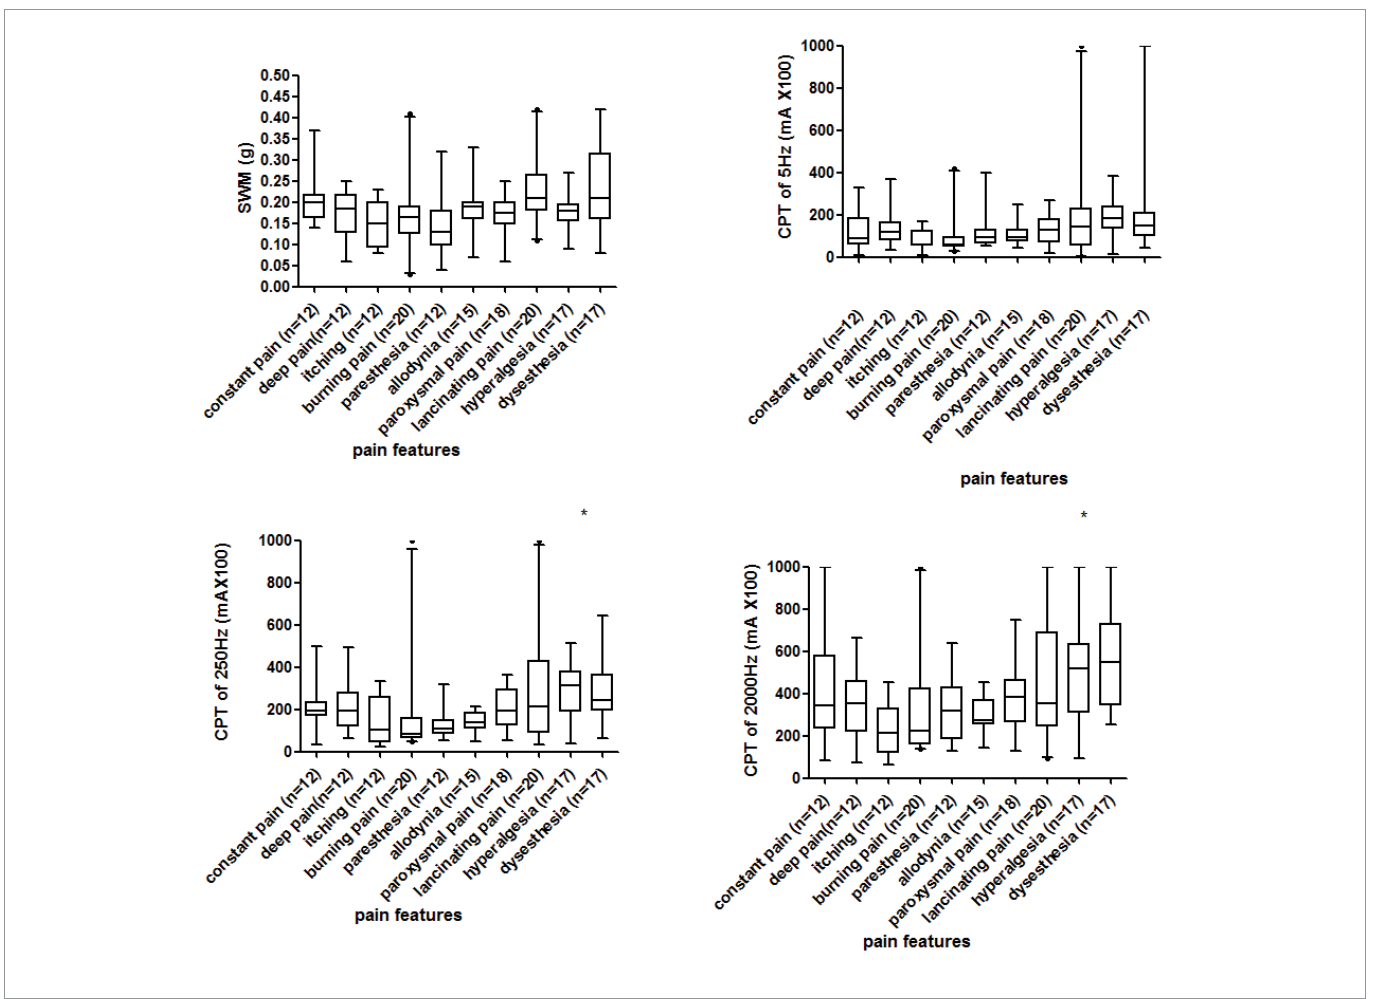 SWM (g)
0.50
0.45
0.40
0.35
0.30
0.25
0.20
0.15
0.10
0.05
0.00
constant pain (n=12)
deep pain(n=12)
itching (n=12)
burning pain (n=20)
paresthesia (n=12)
allodynia (n=15)
paroxysmal pain (n=18)
lancinating pain (n=20)
hyperalgesia (n=17)
dysesthesia (n=17)
pain features
CPT of 5Hz (mA X100)
1000
800
600
400
200
0
constant pain (n=12)
deep pain(n=12)
itching (n=12)
burning pain (n=20)
paresthesia (n=12)
allodynia (n=15)
paroxysmal pain (n=18)
lancinating pain (n=20)
hyperalgesia (n=17)
dysesthesia (n=17)
pain features
*
CPT of 250Hz (mAX100)
1000
800
600
400
200
0
constant pain (n=12)
deep pain(n=12)
itching (n=12)
burning pain (n=20)
paresthesia (n=12)
allodynia (n=15)
paroxysmal pain (n=18)
lancinating pain (n=20)
hyperalgesia (n=17)
dysesthesia (n=17)
pain features
*
CPT of 2000Hz (mA X100)
1000
800
600
400
200
0
constant pain (n=12)
deep pain(n=12)
itching (n=12)
burning pain (n=20)
paresthesia (n=12)
allodynia (n=15)
paroxysmal pain (n=18)
lancinating pain (n=20)
hyperalgesia (n=17)
dysesthesia (n=17)
pain features